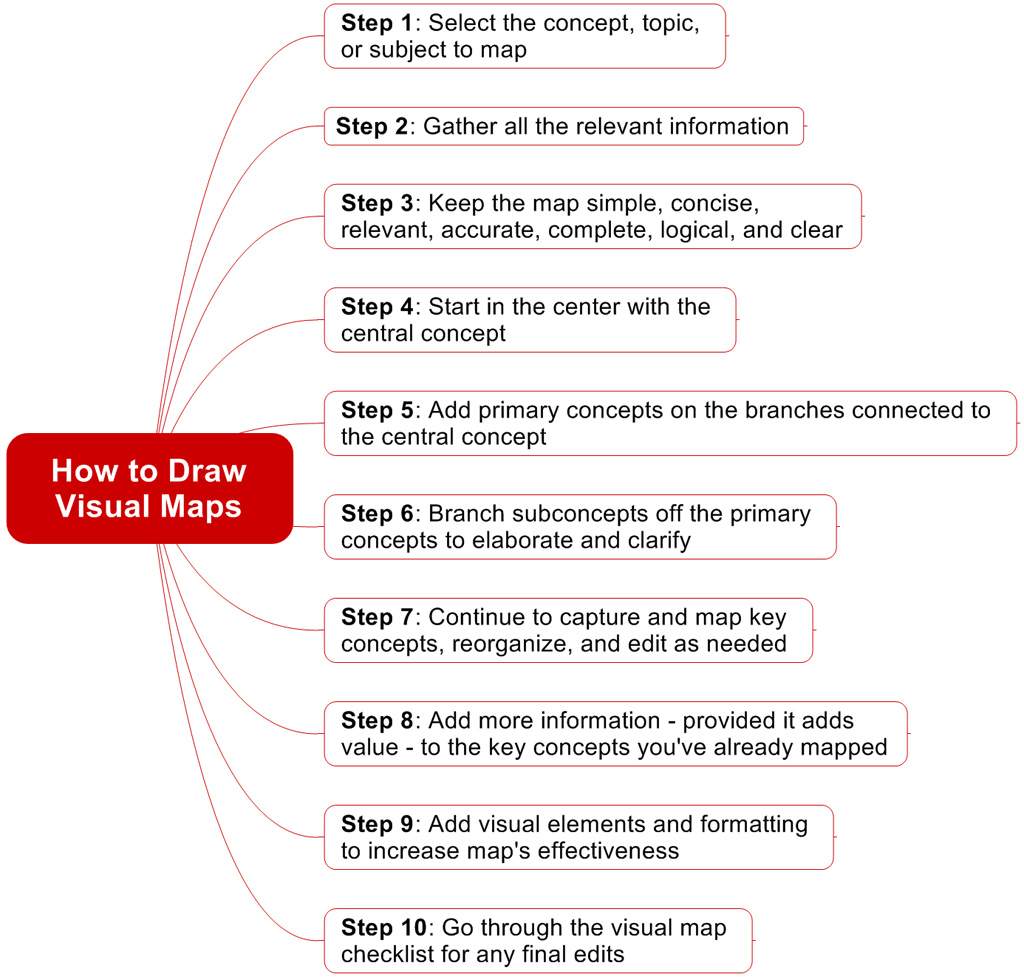 Step 1: Select the concept, topic,
or subject to map
Step 2: Gather all the relevant information
Step 3: Keep the map simple, concise,
relevant, accurate, complete, logical, and clear
Step 4: Start in the center with the
central concept
Step 5: Add primary concepts on the branches connected to
the central concept
How to Draw
Visual Maps
Step 6: Branch subconcepts off the primary
concepts to elaborate and clarify
Step 7: Continue to capture and map key
concepts, reorganize, and edit as needed
Step 8: Add more information - provided it adds
value - to the key concepts you've already mapped
Step 9: Add visual elements and formatting
to increase map's effectiveness
Step 10: Go through the visual map
checklist for any final edits